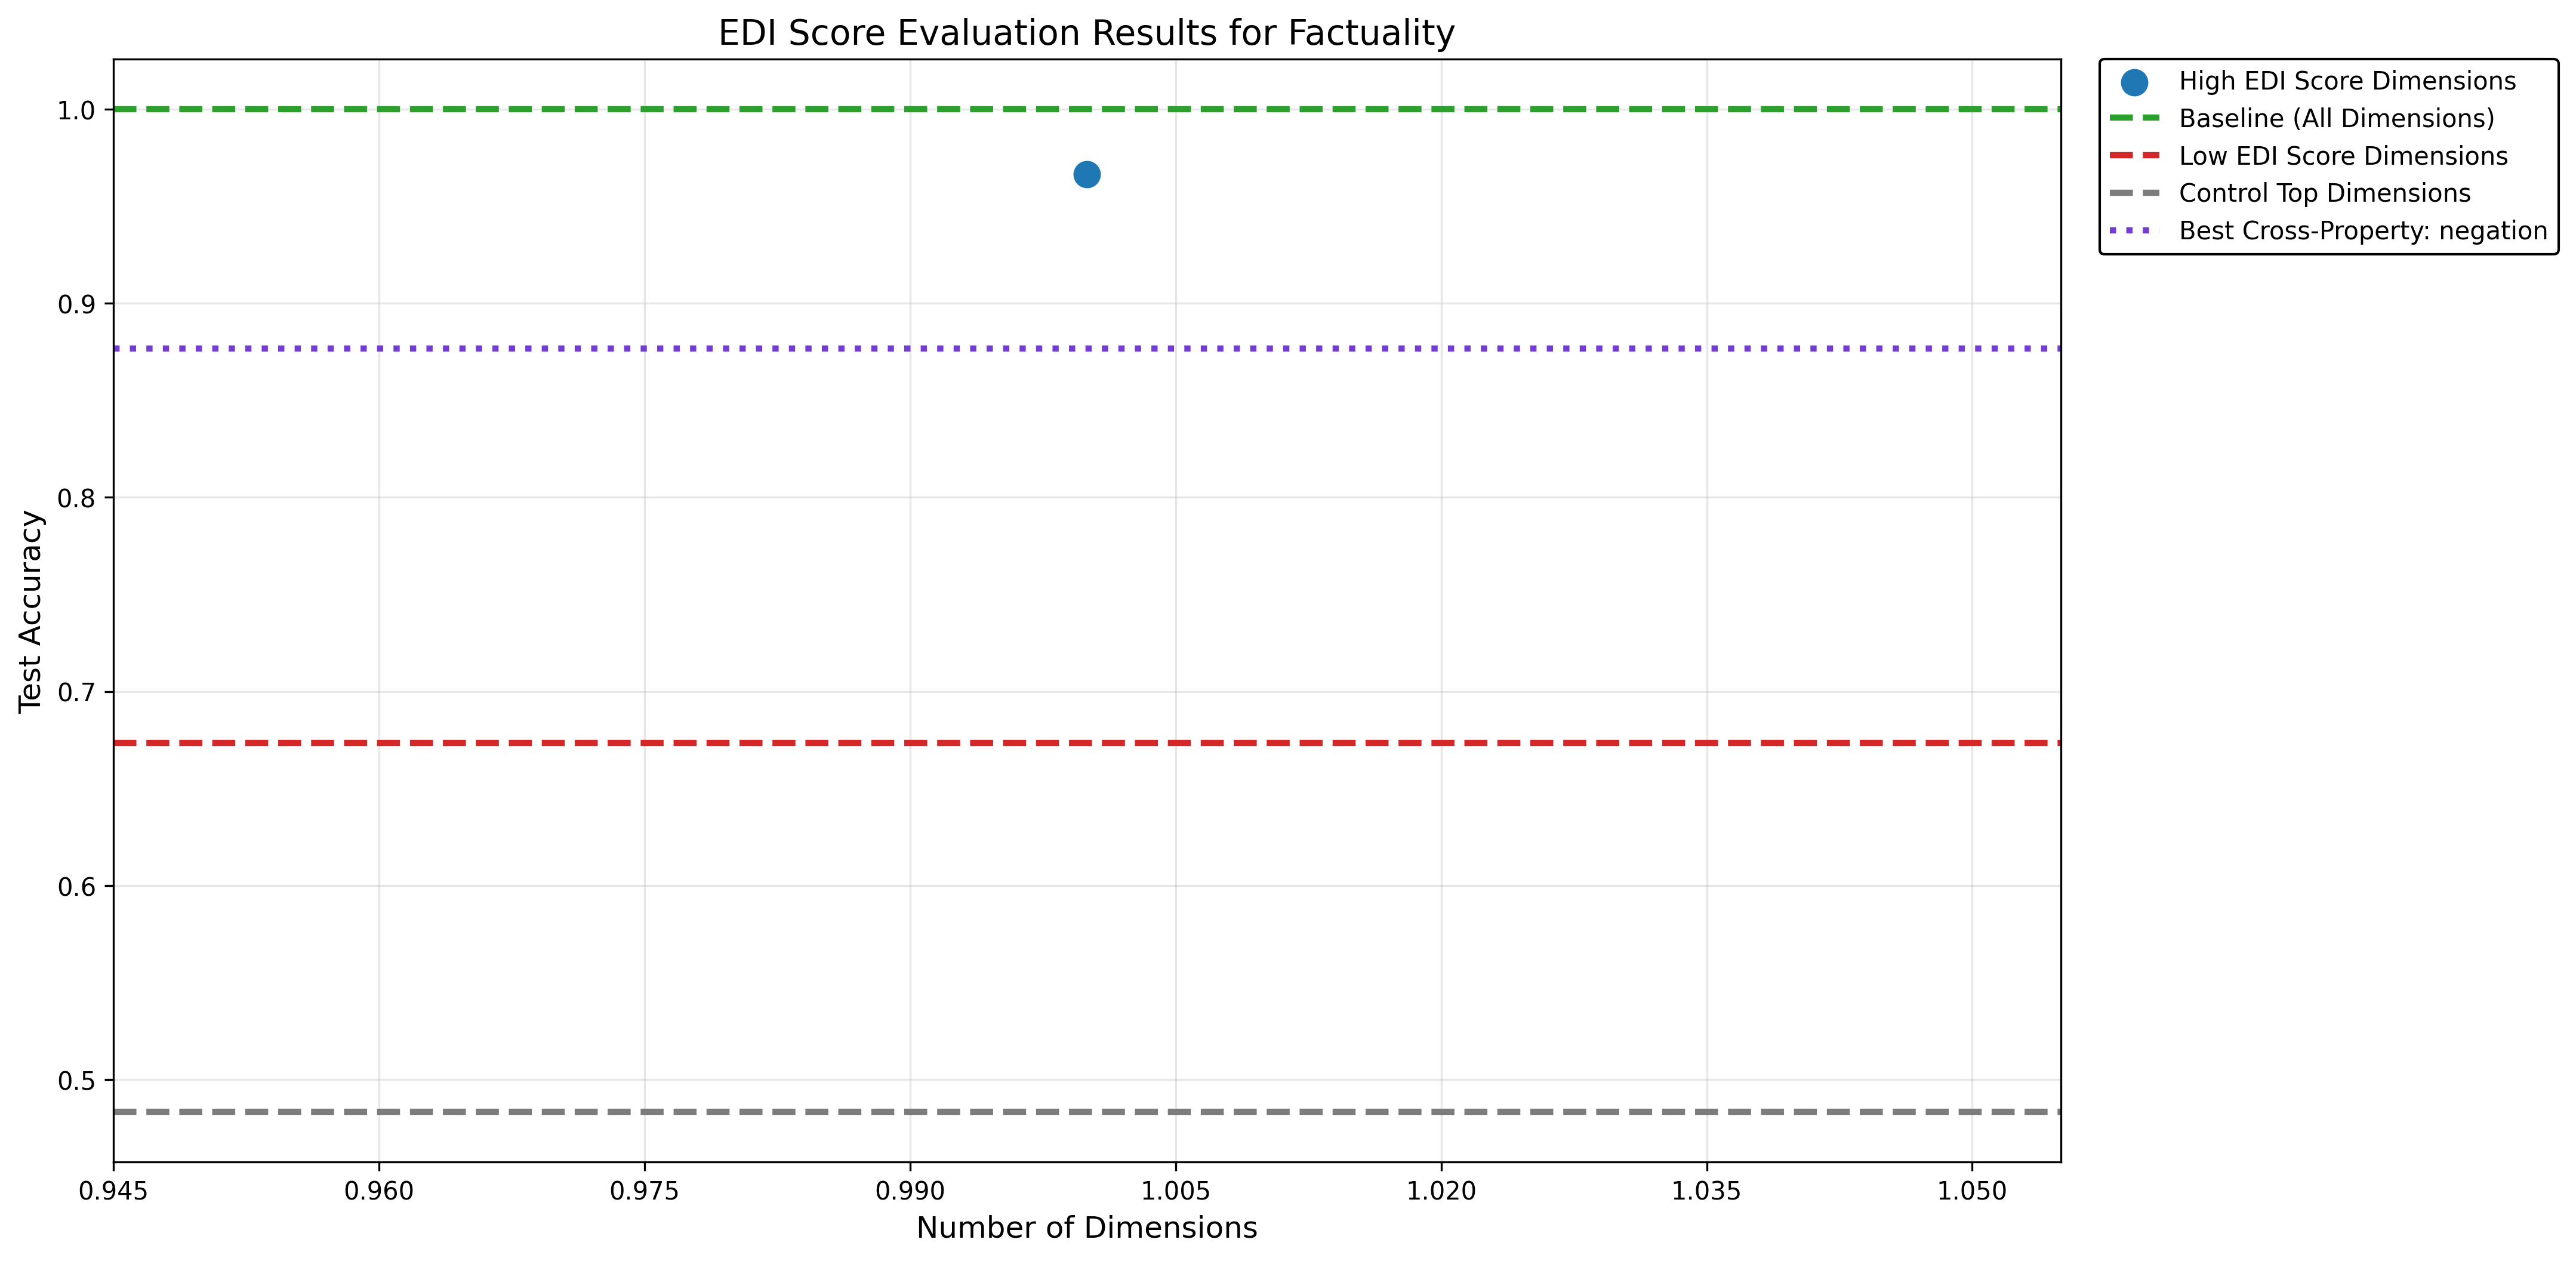 EDI Score Evaluation Results for Factuality
High EDI Score Dimensions
Baseline (All Dimensions)
Low EDI Score Dimensions
Control Top Dimensions
Best Cross-Property: negation
Test Accuracy
1.0
0.9
0.8
0.7
0.6
0.5
0.945 0.960 0.975 0.990 1.005 1.020 1.035 1.050
Number of Dimensions